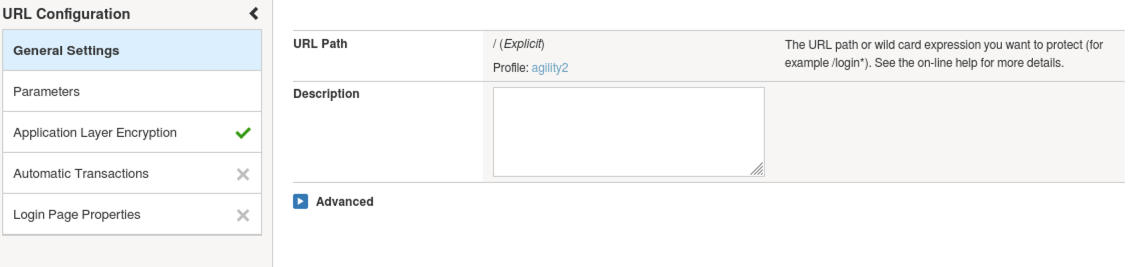 URL Configuration
General Settings
Parameters
Application Layer Encryption
Automatic Transactions
Login Page Properties
URL Path
/ (Explicit)
Profile: agility2
The URL path or wild card expression you want to protect (for
example /login*). See the on-line help for more details.
Description
Advanced